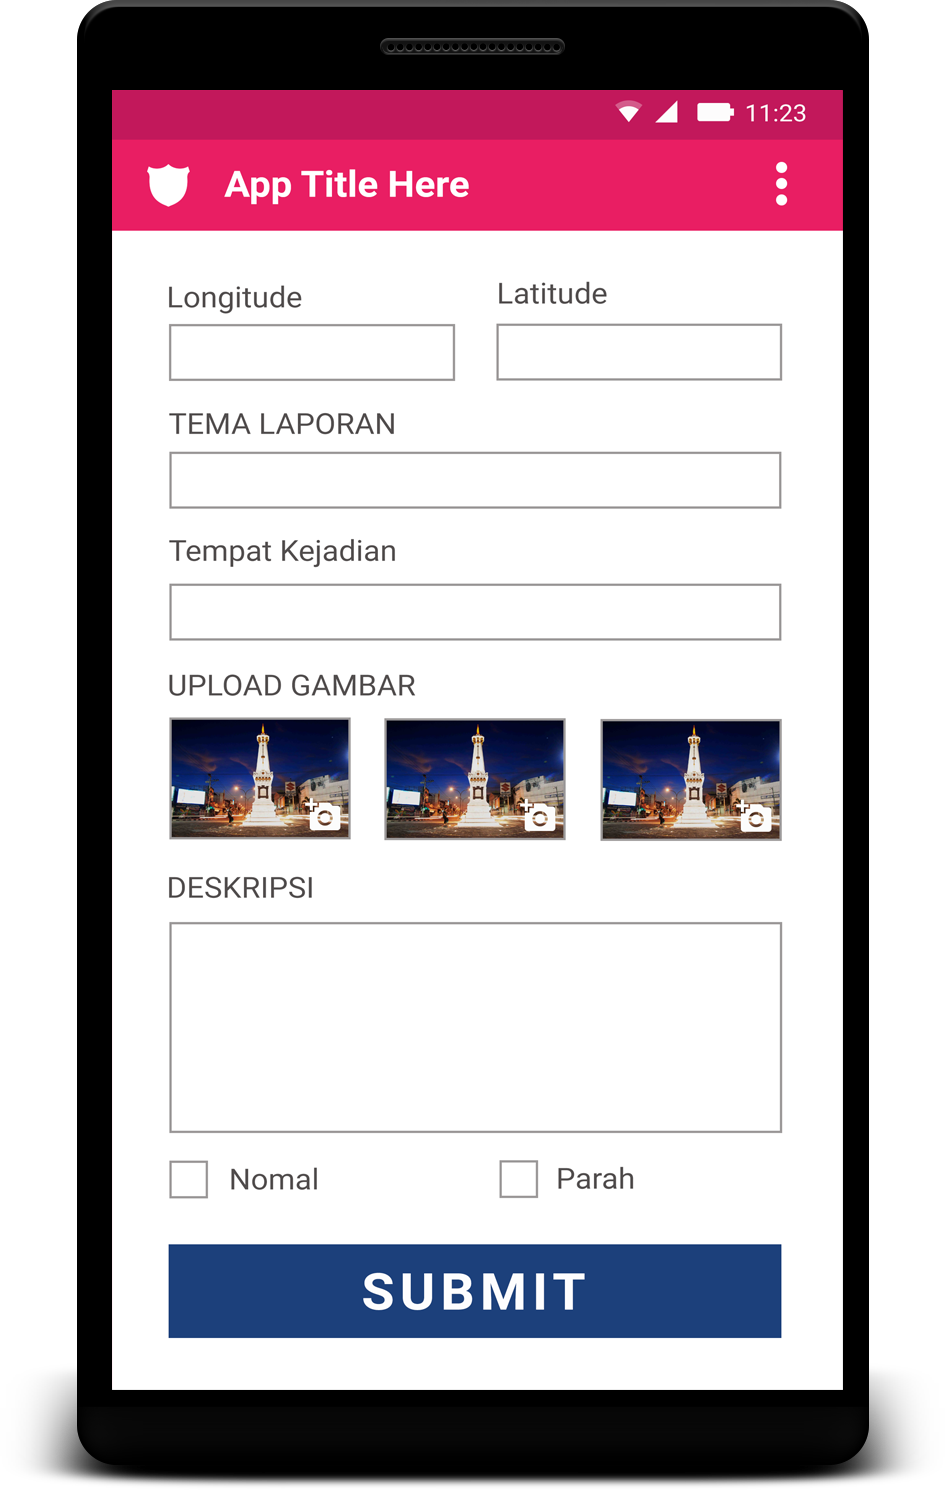 11:23
App Title Here
Longitude Latitude
TEMA LAPORAN
Tempat Kejadian
UPLOAD GAMBAR
DESKRIPSI
Nomal Parah
SUBMIT